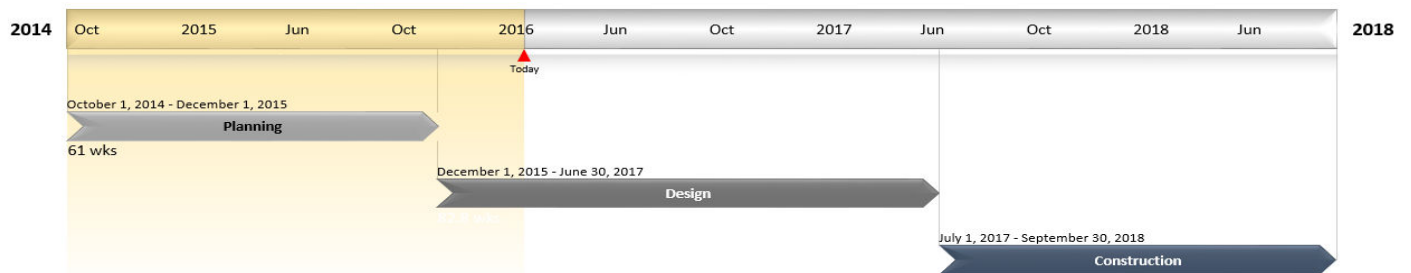 2014 Oct 2015 Jun Oct 2016 Jun Oct 2017 Jun Oct 2018 Jun 2018
Today
October 1, 2014 - December 1, 2015
Planning
61 wks
December 1, 2015 - June 30, 2017
Design
July 1, 2017 - September 30, 2018
Construction